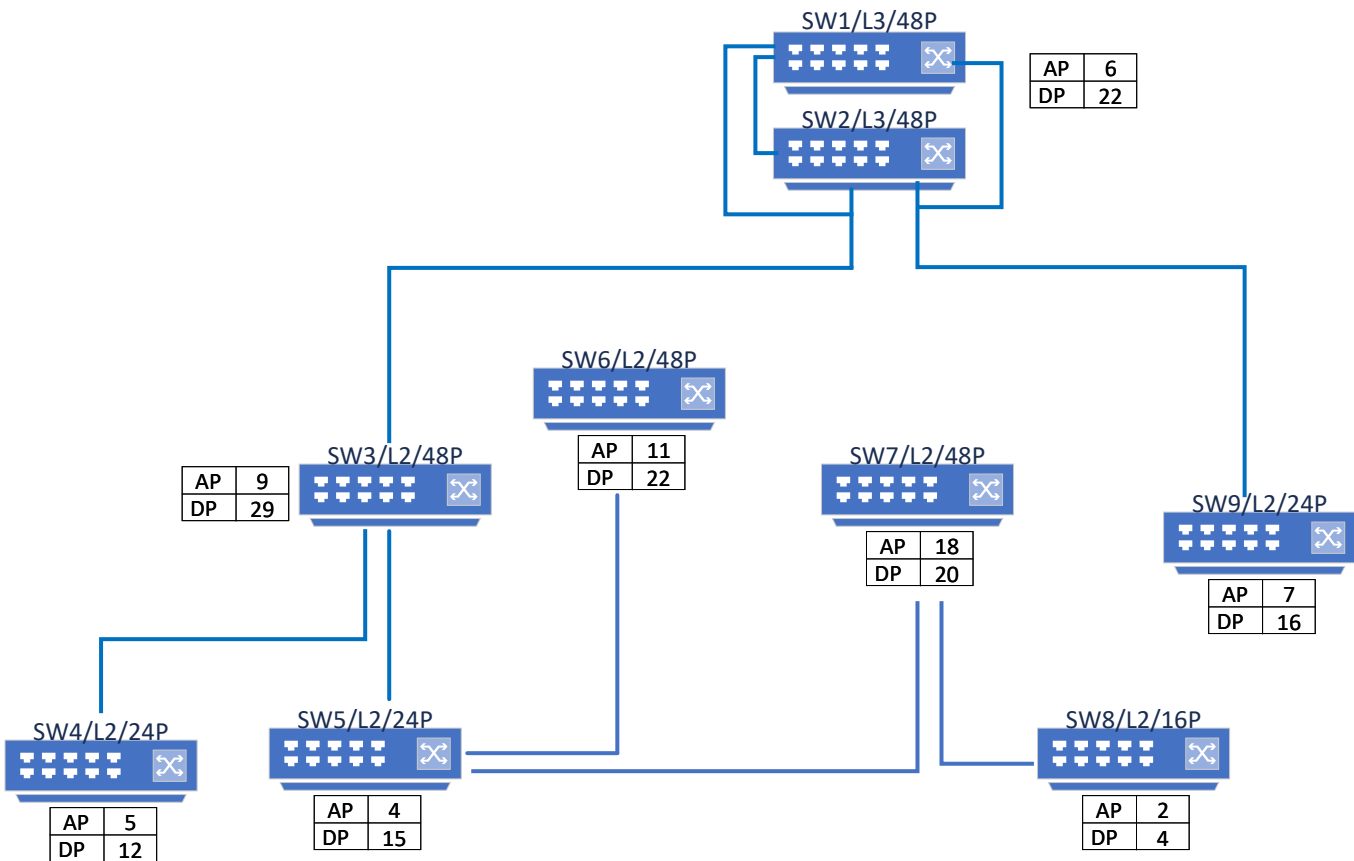 SW1/L3/48P
AP 6
DP 22
SW2/L3/48P
SW6/L2/48P
AP 11
DP 22
SW3/L2/48P
AP 9
DP 29
SW7/L2/48P
AP 18
DP 20
SW9/L2/24P
AP 7
DP 16
SW4/L2/24P
AP 5
DP 12
SW5/L2/24P
AP 4
DP 15
SW8/L2/16P
AP 2
DP 4